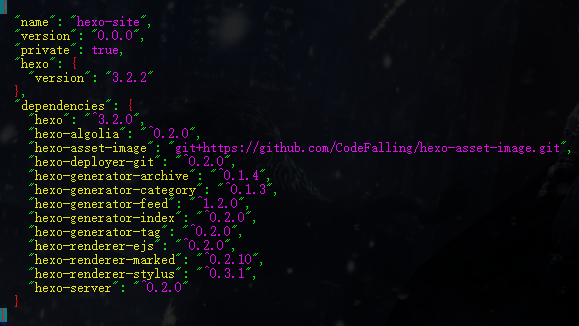 {
"name": "hexo-site",
"version": "0.0.0",
"private": true,
"hexo": {
"version": "3.2.2"
},
"dependencies": {
"hexo": "^3.2.0",
"hexo-algolia": "^0.2.0",
"hexo-asset-image": "git+https://github.com/CodeFalling/hexo-asset-image.git",
"hexo-deployer-git": "^0.2.0",
"hexo-generator-archive": "^0.1.4",
"hexo-generator-category": "^0.1.3",
"hexo-generator-feed": "^1.2.0",
"hexo-generator-index": "^0.2.0",
"hexo-generator-tag": "^0.2.0",
"hexo-renderer-ejs": "^0.2.0",
"hexo-renderer-marked": "^0.2.10",
"hexo-renderer-stylus": "^0.3.1",
"hexo-server": "^0.2.0"
}
}